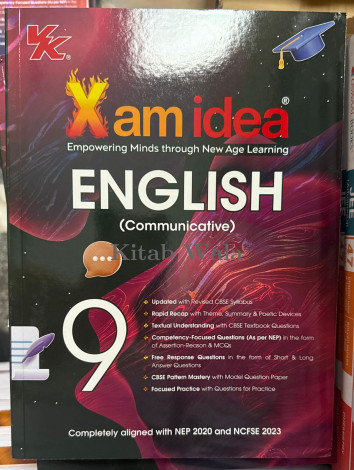 VK®
Xam idea®
Empowering Minds through New Age Learning
ENGLISH
(Communicative)
Kitab Wala
9
Updated with Revised CBSE Syllabus
Rapid Recap with Theme, Summary & Poetic Devices
Textual Understanding with CBSE Textbook Questions
Competency-Focused Questions (As per NEP) in the form
of Assertion-Reason & MCQs
Free Response Questions in the form of Short & Long
Answer Questions
CBSE Pattern Mastery with Model Question Paper
Focused Practice with Questions for Practice
Completely aligned with NEP 2020 and NCFSE 2023